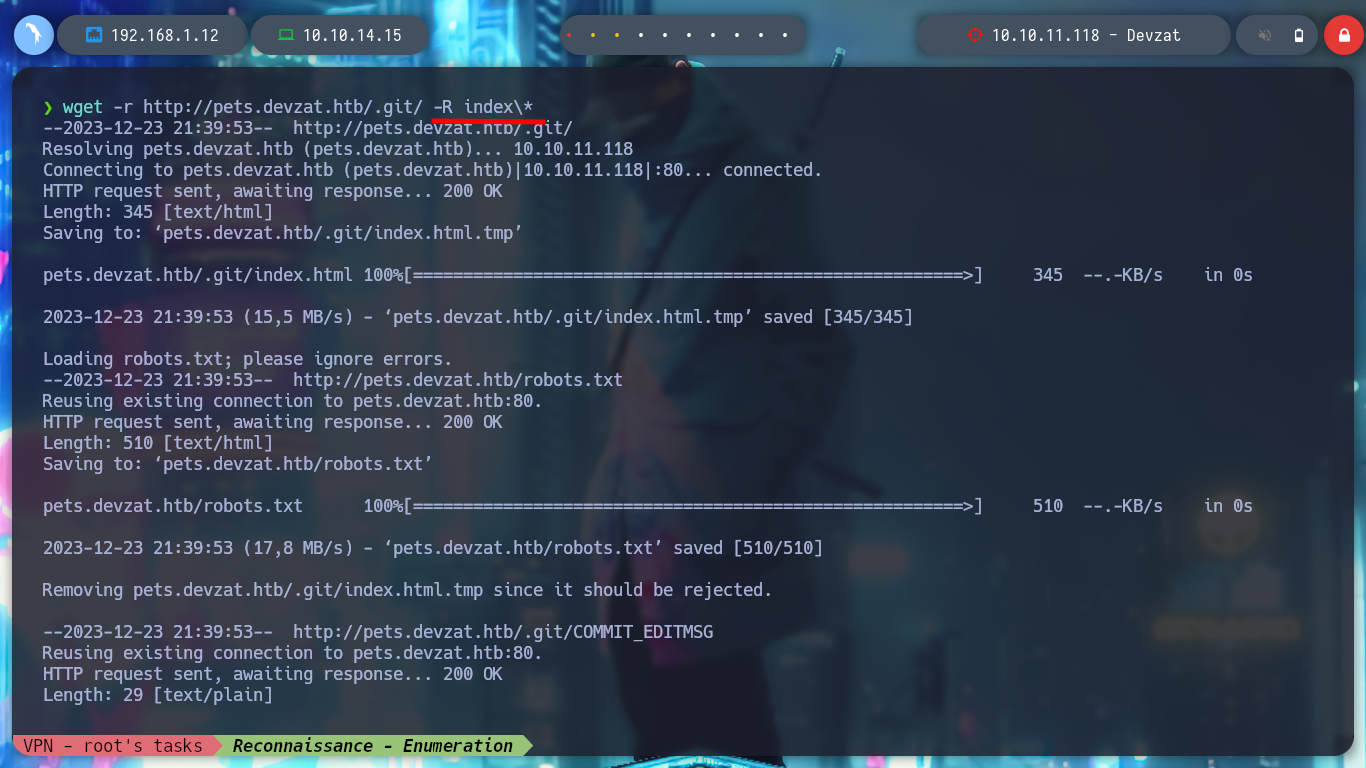 192.168.1.12
10.10.14.15
10.10.11.118 - Devzat
❯ wget -r http://pets.devzat.htb/.git/ -R index\*
--2023-12-23 21:39:53-- http://pets.devzat.htb/.git/
Resolving pets.devzat.htb (pets.devzat.htb)... 10.10.11.118
Connecting to pets.devzat.htb (pets.devzat.htb)|10.10.11.118|:80... connected.
HTTP request sent, awaiting response... 200 OK
Length: 345 [text/html]
Saving to: ‘pets.devzat.htb/.git/index.html.tmp’
pets.devzat.htb/.git/index.html 100%[=======================================================>] 345 --.-KB/s in 0s
2023-12-23 21:39:53 (15,5 MB/s) - ‘pets.devzat.htb/.git/index.html.tmp’ saved [345/345]
Loading robots.txt; please ignore errors.
--2023-12-23 21:39:53-- http://pets.devzat.htb/robots.txt
Reusing existing connection to pets.devzat.htb:80.
HTTP request sent, awaiting response... 200 OK
Length: 510 [text/html]
Saving to: ‘pets.devzat.htb/robots.txt’
pets.devzat.htb/robots.txt 100%[=======================================================>] 510 --.-KB/s in 0s
2023-12-23 21:39:53 (17,8 MB/s) - ‘pets.devzat.htb/robots.txt’ saved [510/510]
Removing pets.devzat.htb/.git/index.html.tmp since it should be rejected.
--2023-12-23 21:39:53-- http://pets.devzat.htb/.git/COMMIT_EDITMSG
Reusing existing connection to pets.devzat.htb:80.
HTTP request sent, awaiting response... 200 OK
Length: 29 [text/plain]
VPN - root's tasks Reconnaissance - Enumeration